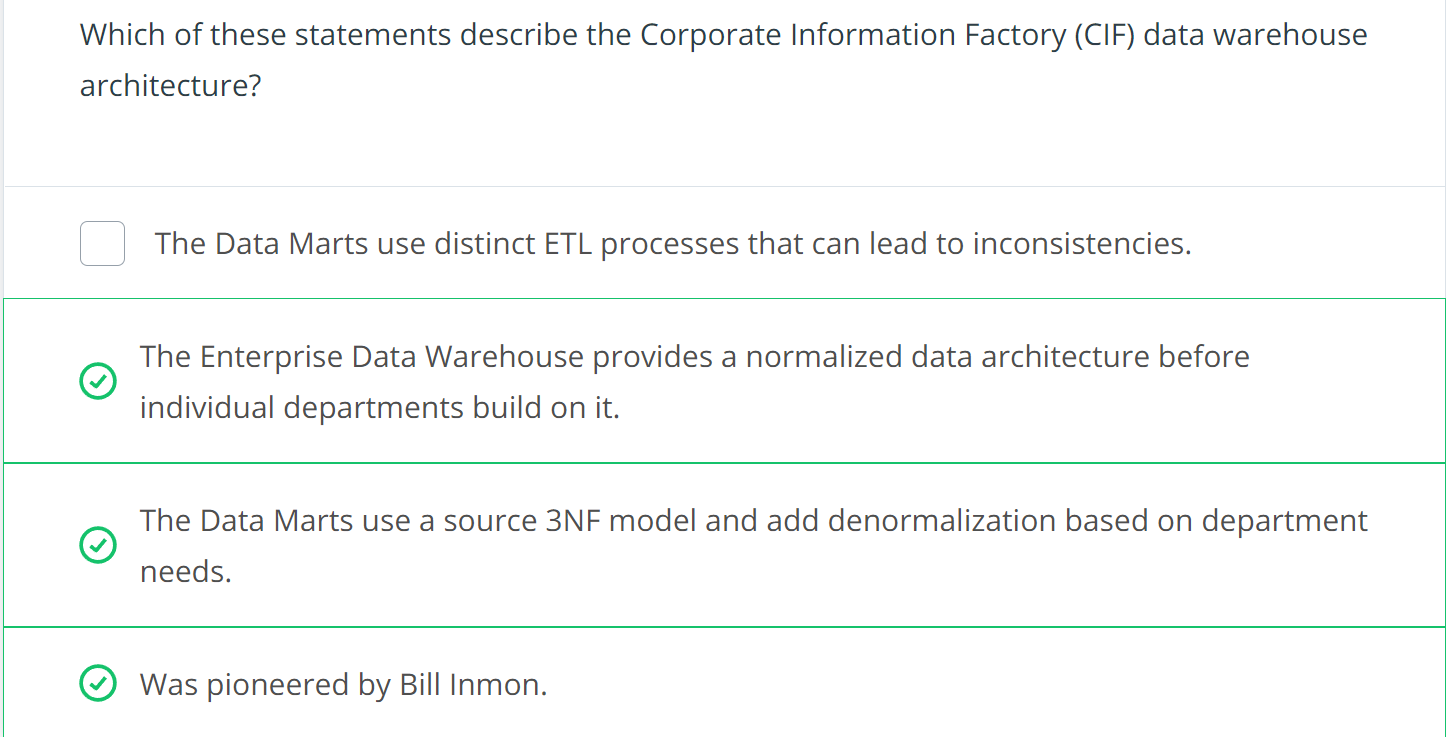 Which of these statements describe the Corporate Information Factory (CIF) data warehouse
architecture?
The Data Marts use distinct ETL processes that can lead to inconsistencies.
The Enterprise Data Warehouse provides a normalized data architecture before
individual departments build on it.
The Data Marts use a source 3NF model and add denormalization based on department
needs.
Was pioneered by Bill Inmon.